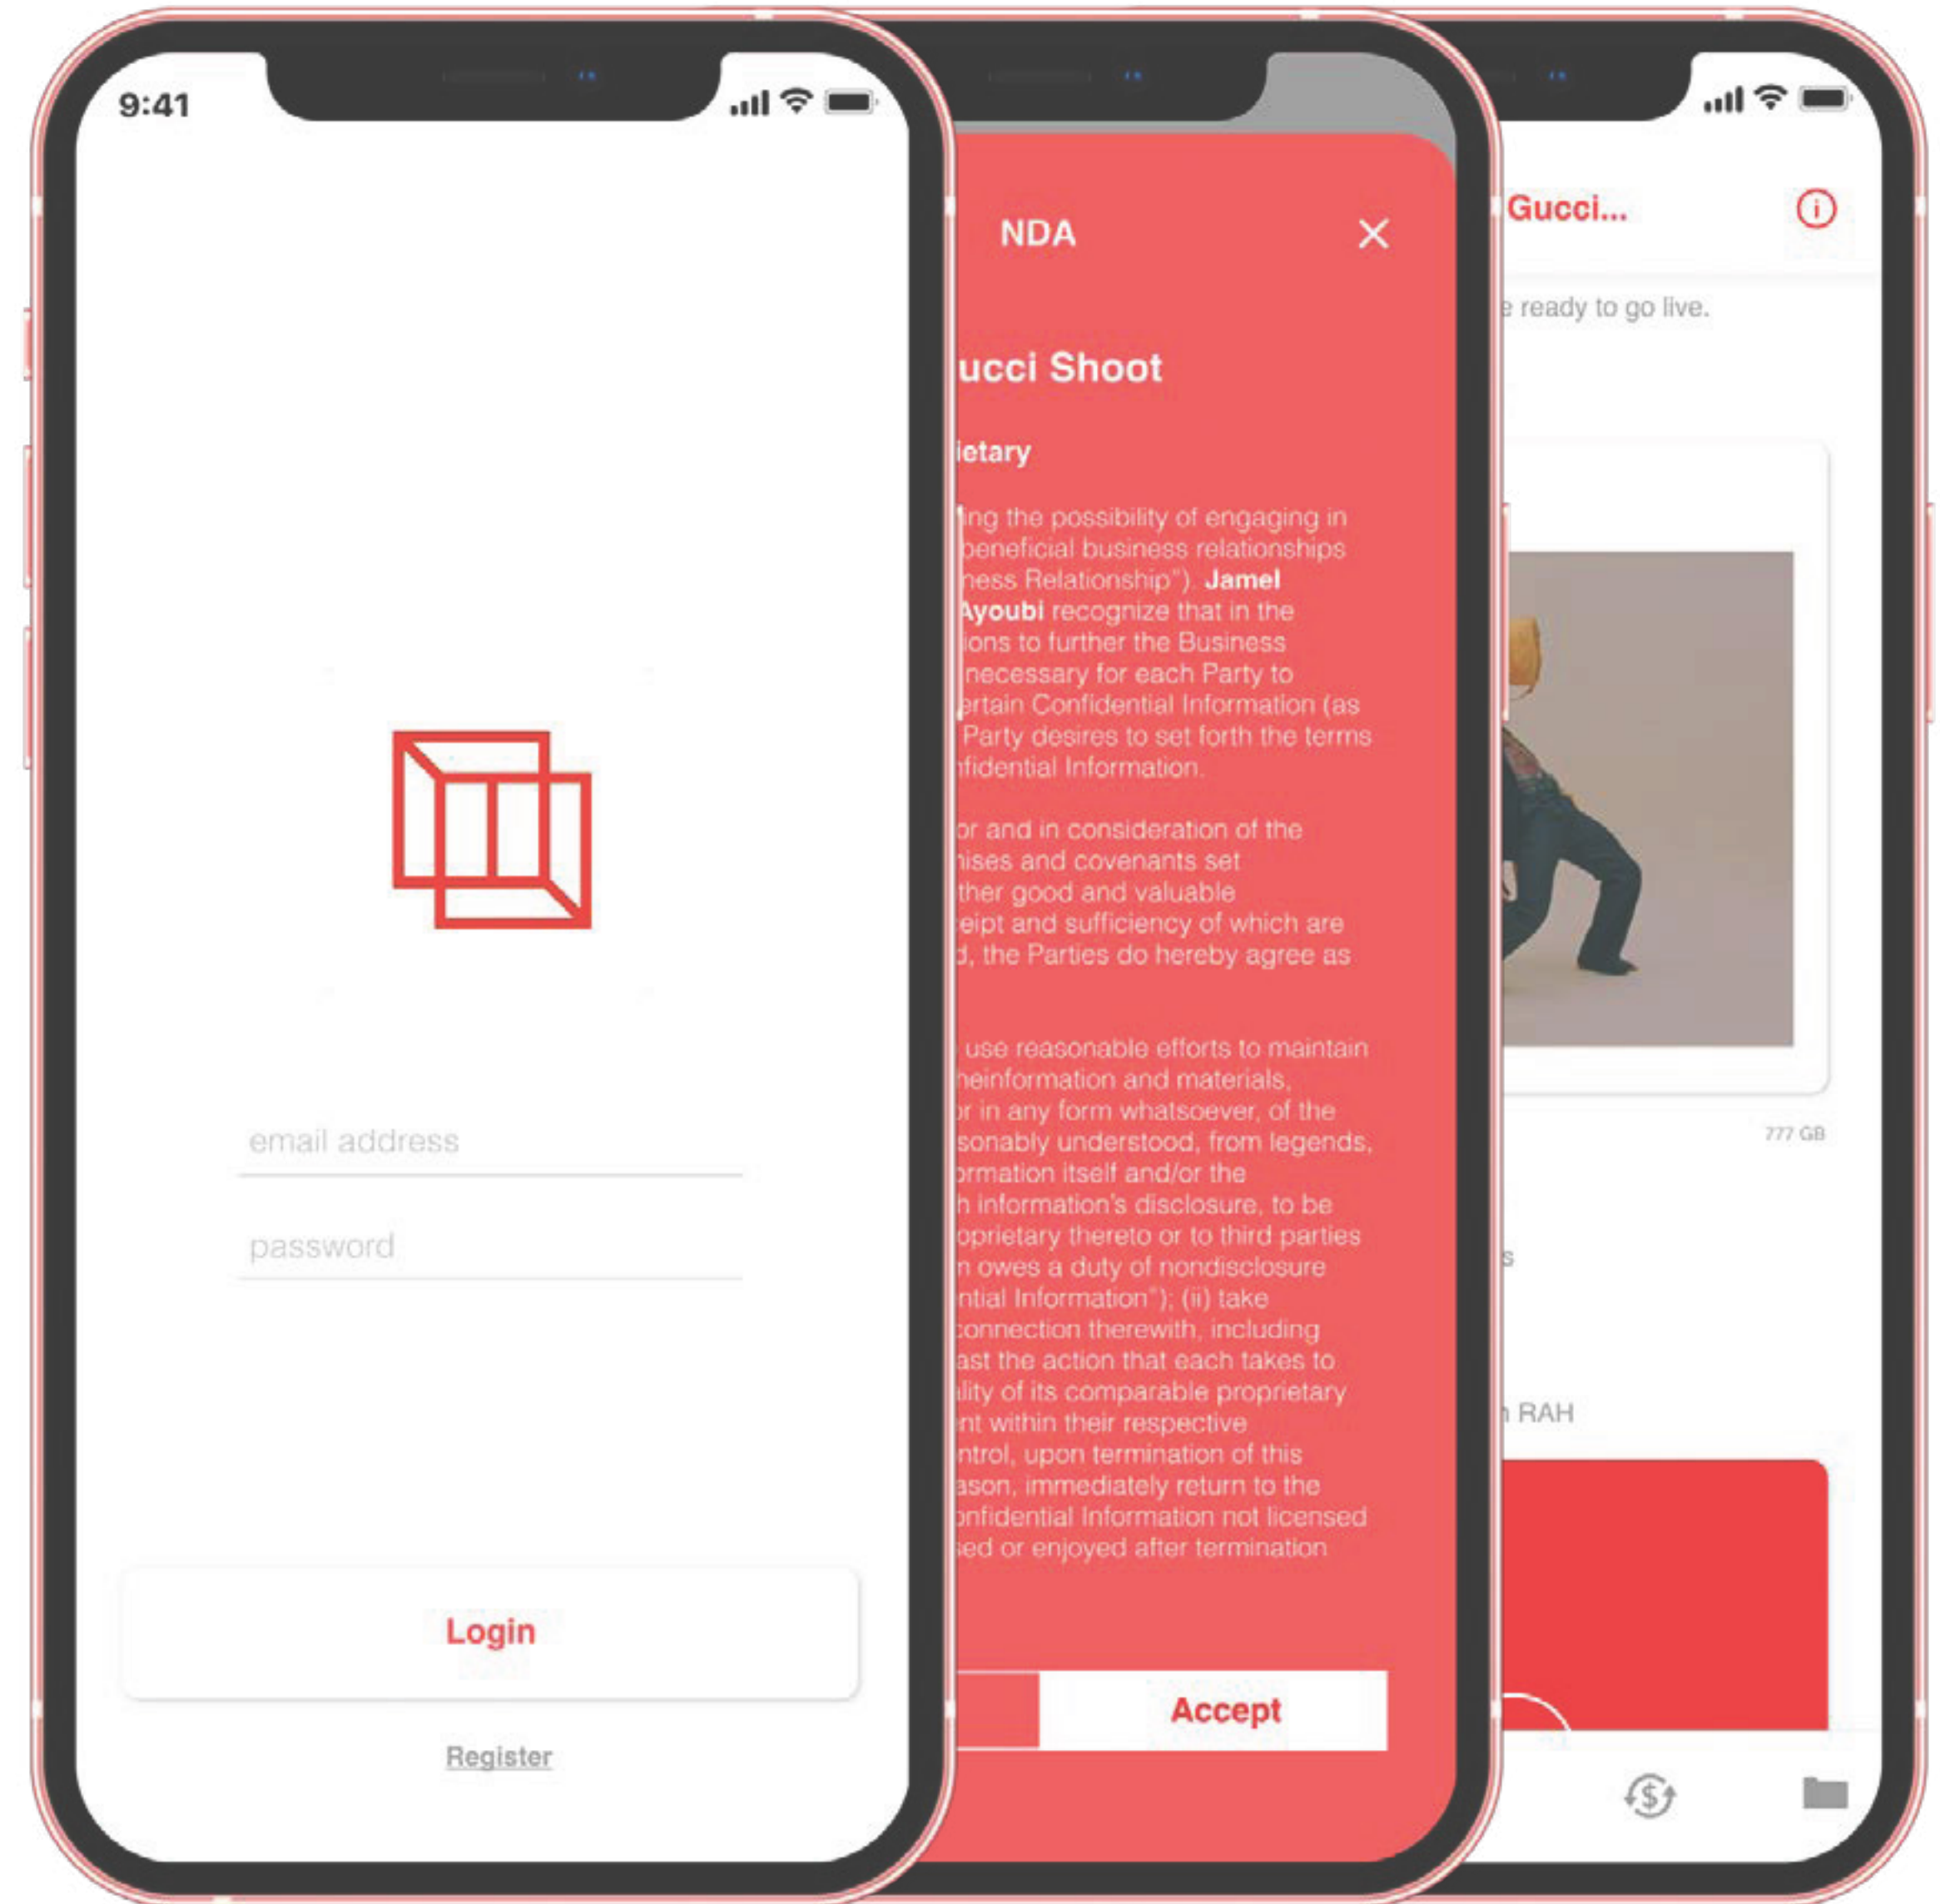 9:41
email address
password
Login
Register
NDA
ucci Shoot
ietary
ing the possibility of engaging in
beneficial business relationships
ness Relationship"). Jamel
Ayoubi recognize that in the
ions to further the Business
necessary for each Party to
ertain Confidential Information (as
Party desires to set forth the terms
nfidential Information.
or and in consideration of the
nises and covenants set
ther good and valuable
eipt and sufficiency of which are
d, the Parties do hereby agree as
use reasonable efforts to maintain
heinformation and materials,
or in any form whatsoever, of the
sonably understood, from legends,
ormation itself and/or the
h information's disclosure, to be
oprietary thereto or to third parties
n owes a duty of nondisclosure
ntial Information"); (ii) take
connection therewith, including
ast the action that each takes to
ality of its comparable proprietary
nt within their respective
ntrol, upon termination of this
ason, immediately return to the
onfidential Information not licensed
sed or enjoyed after termination
Accept
Gucci...
e ready to go live.
777 GB
s
n RAH